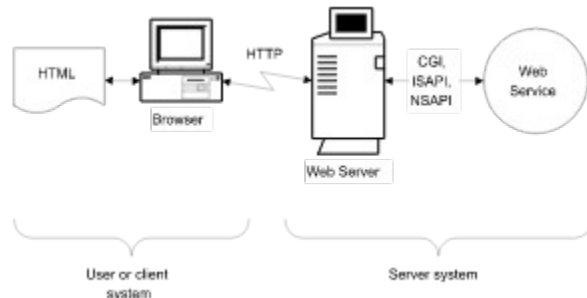 HTML
Browser
HTTP
Web Server
CGI,
ISAPI,
NSAPI
Web
Service
User or client
system
Server system